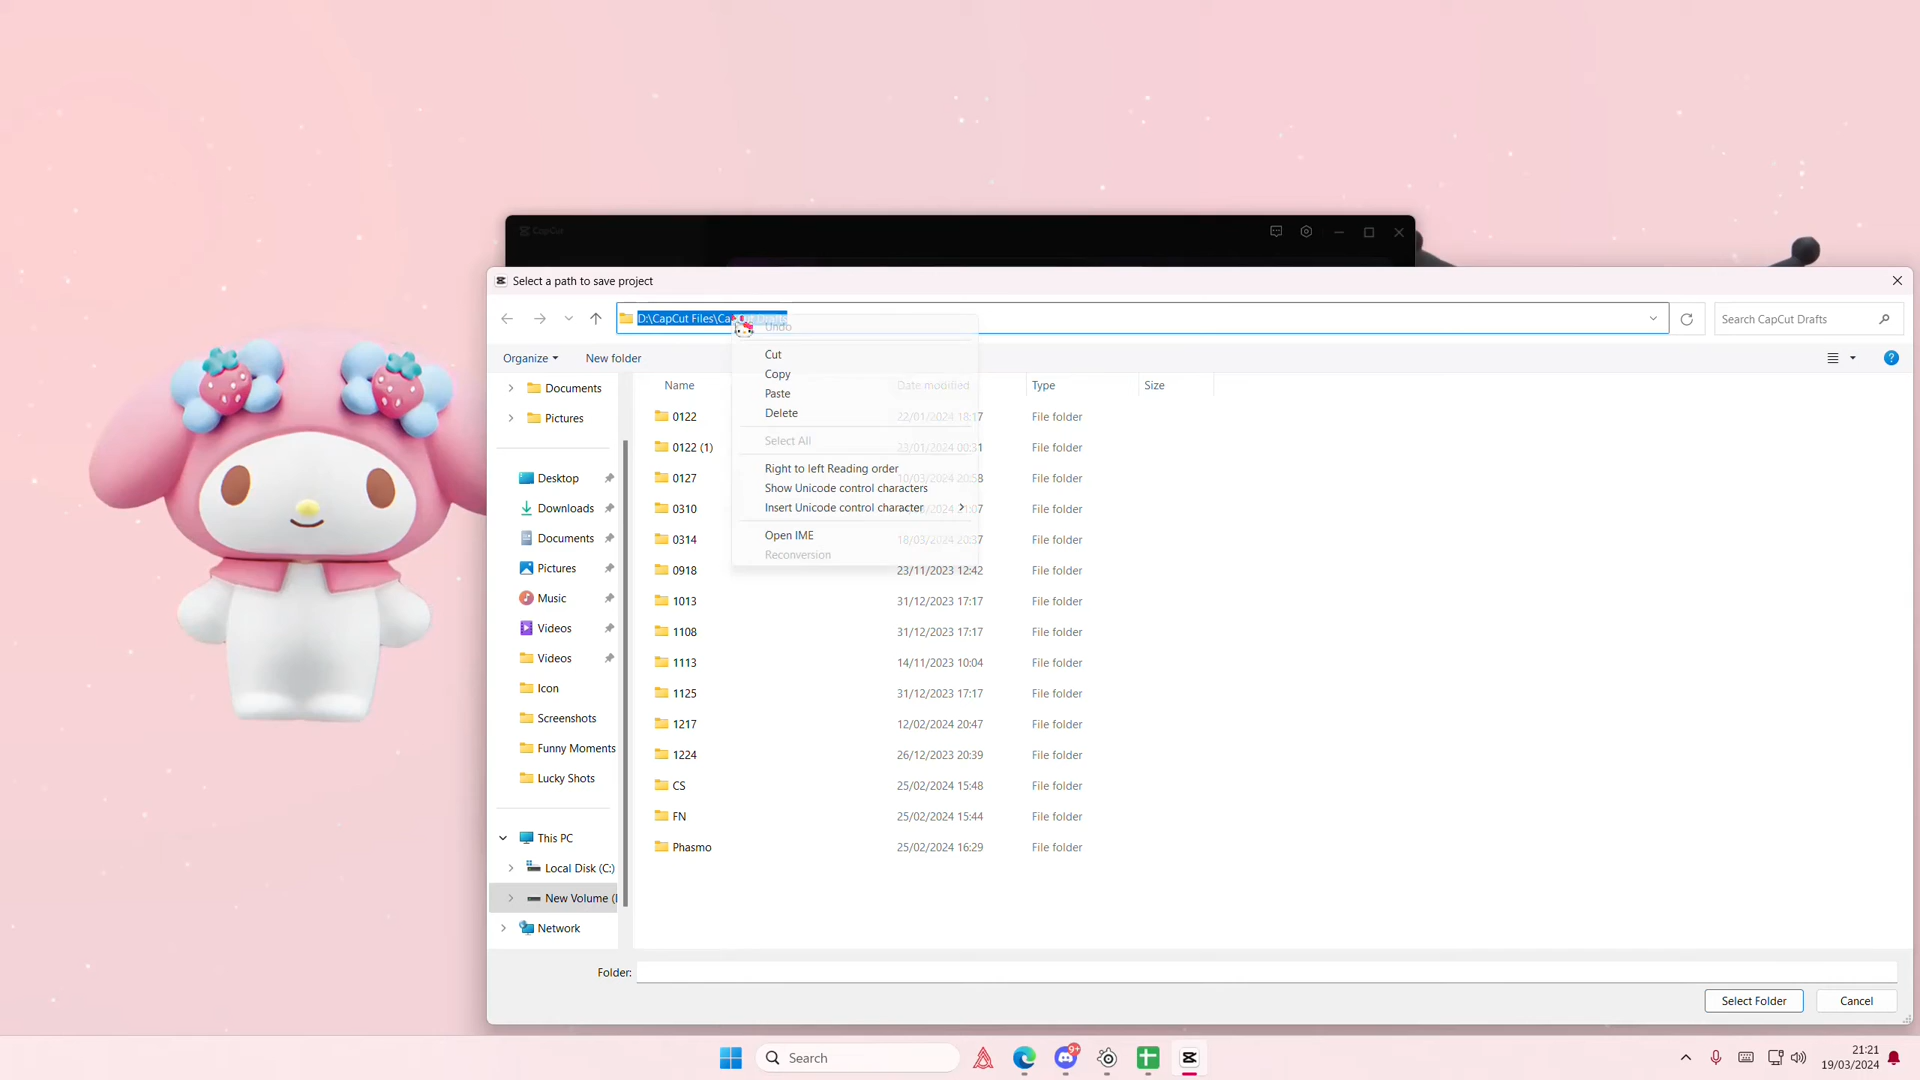 CapCut
Select a path to save project
D:\CapCut Files\CapCut Drafts
Search CapCut Drafts
Organize
New folder
Undo
Cut
Copy
Paste
Delete
Select All
Right to left Reading order
Show Unicode control characters
Insert Unicode control character
Open IME
Reconversion
Documents
Pictures
Desktop
Downloads
Documents
Pictures
Music
Videos
Videos
Icon
Screenshots
Funny Moments
Lucky Shots
This PC
Local Disk (C:)
New Volume (
Network
Name Date modified Type Size
0122 22/01/2024 18:17 File folder
0122 (1) 23/01/2024 00:31 File folder
0127 10/03/2024 20:58 File folder
0310 /2024 21:07 File folder
0314 18/03/2024 20:37 File folder
0918 23/11/2023 12:42 File folder
1013 31/12/2023 17:17 File folder
1108 31/12/2023 17:17 File folder
1113 14/11/2023 10:04 File folder
1125 31/12/2023 17:17 File folder
1217 12/02/2024 20:47 File folder
1224 26/12/2023 20:39 File folder
CS 25/02/2024 15:48 File folder
FN 25/02/2024 15:44 File folder
Phasmo 25/02/2024 16:29 File folder
Folder:
Select Folder
Cancel
Search
9+
21:21
19/03/2024